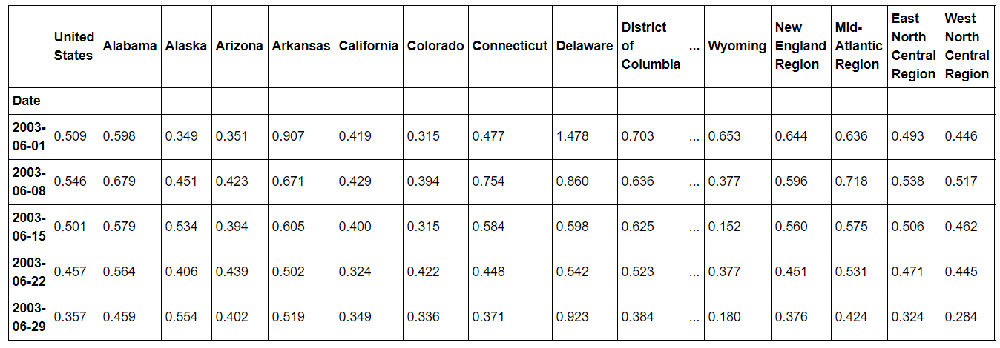 United States Alabama Alaska Arizona Arkansas California Colorado Connecticut Delaware District of Columbia ... Wyoming New England Region Mid-Atlantic Region East North Central Region West North Central Region
Date
2003-06-01 0.509 0.598 0.349 0.351 0.907 0.419 0.315 0.477 1.478 0.703 ... 0.653 0.644 0.636 0.493 0.446
2003-06-08 0.546 0.679 0.451 0.423 0.671 0.429 0.394 0.754 0.860 0.636 ... 0.377 0.596 0.718 0.538 0.517
2003-06-15 0.501 0.579 0.534 0.394 0.605 0.400 0.315 0.584 0.598 0.625 ... 0.152 0.560 0.575 0.506 0.462
2003-06-22 0.457 0.564 0.406 0.439 0.502 0.324 0.422 0.448 0.542 0.523 ... 0.377 0.451 0.531 0.471 0.445
2003-06-29 0.357 0.459 0.554 0.402 0.519 0.349 0.336 0.371 0.923 0.384 ... 0.180 0.376 0.424 0.324 0.284